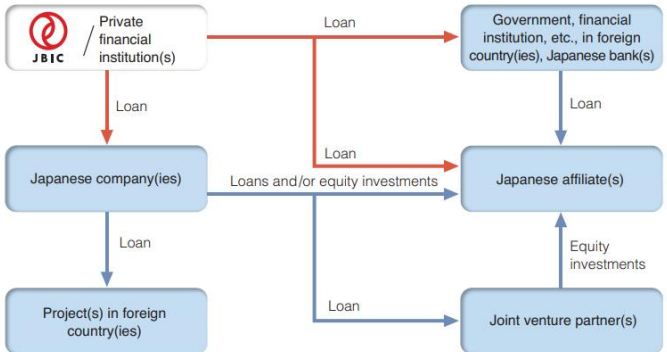 JBIC
/
Private
financial
institution(s)
Loan
Government, financial
institution, etc., in foreign
country(ies), Japanese bank(s)
Loan
Loan
Loan
Japanese company(ies)
Loans and/or equity investments
Japanese affiliate(s)
Loan
Equity
investments
Project(s) in foreign
country(ies)
Loan
Joint venture partner(s)